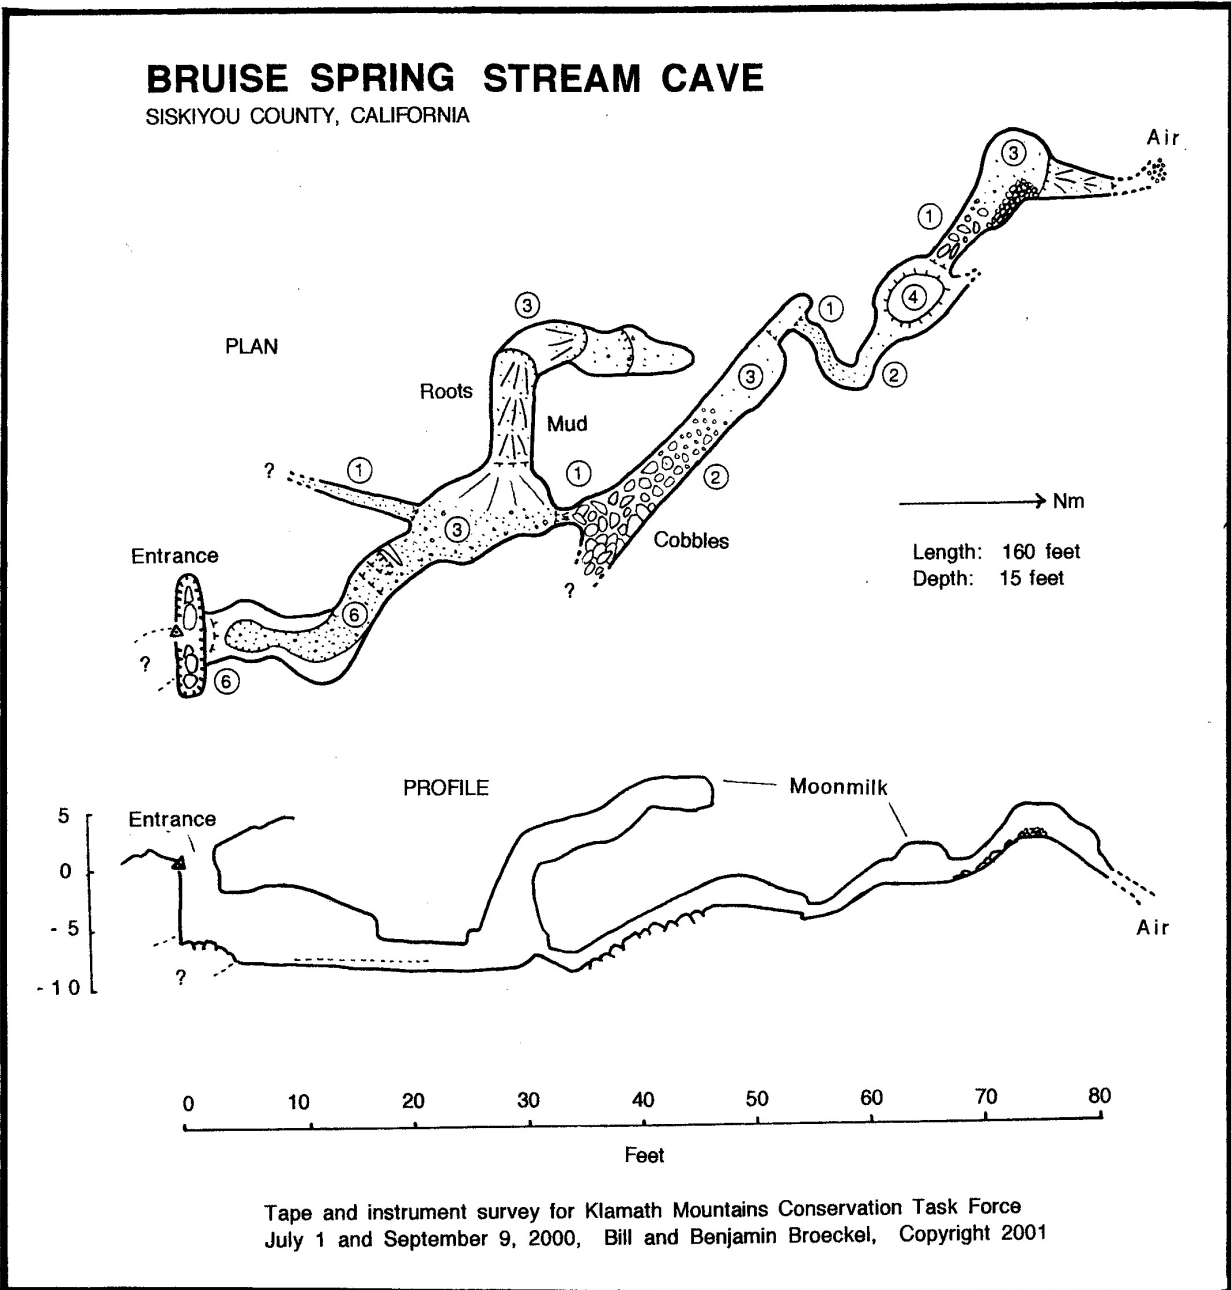 BRUISE SPRING STREAM CAVE
SISKIYOU COUNTY, CALIFORNIA
Air
3
1
4
3
1
PLAN
3
2
Roots
Mud
?
1
1
2
3
Cobbles
?
Nm
Length: 160 feet
Depth: 15 feet
Entrance
6
?
6
PROFILE
Moonmilk
5
Entrance
0
- 5
Air
?
- 10
0 10 20 30 40 50 60 70 80
Feet
Tape and instrument survey for Klamath Mountains Conservation Task Force
July 1 and September 9, 2000, Bill and Benjamin Broeckel, Copyright 2001